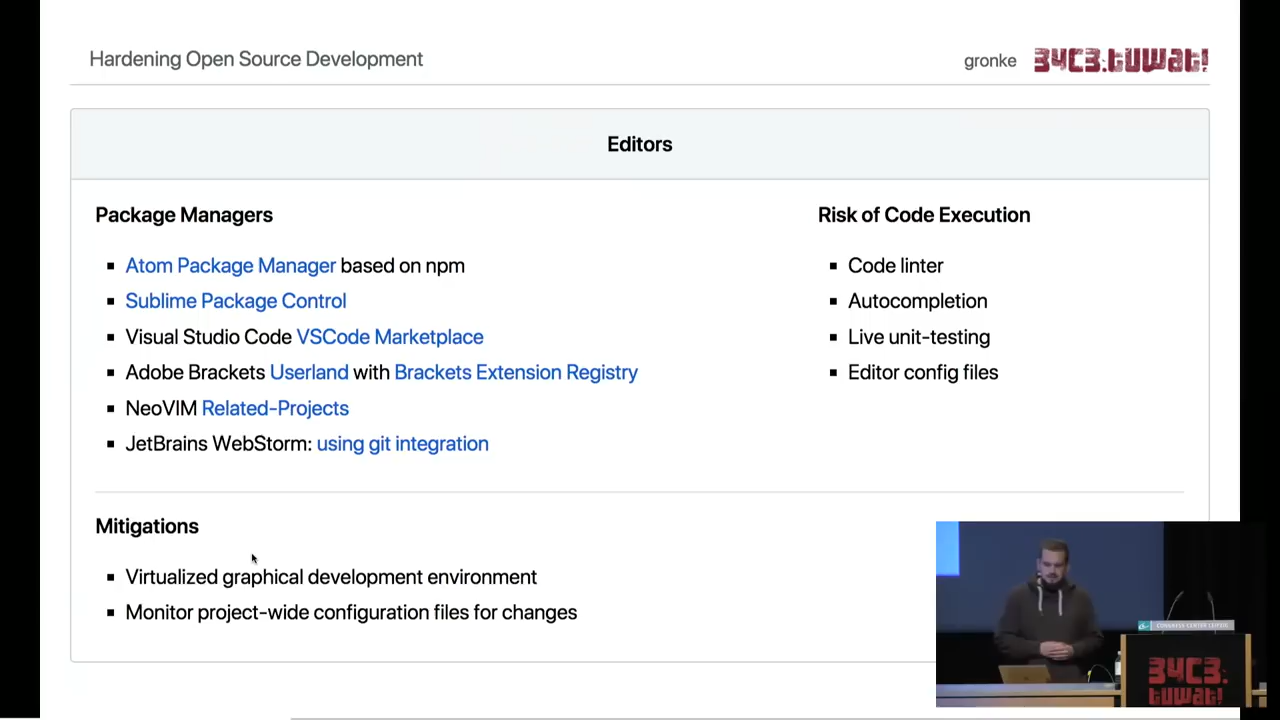 Hardening Open Source Development
gronke 34C3.tuwat!
Editors
Package Managers
Atom Package Manager based on npm
Sublime Package Control
Visual Studio Code VSCode Marketplace
Adobe Brackets Userland with Brackets Extension Registry
NeoVIM Related-Projects
JetBrains WebStorm: using git integration
Risk of Code Execution
Code linter
Autocompletion
Live unit-testing
Editor config files
Mitigations
Virtualized graphical development environment
Monitor project-wide configuration files for changes
CONGRESS CENTER LEIPZIG
34C3.
tuwat!